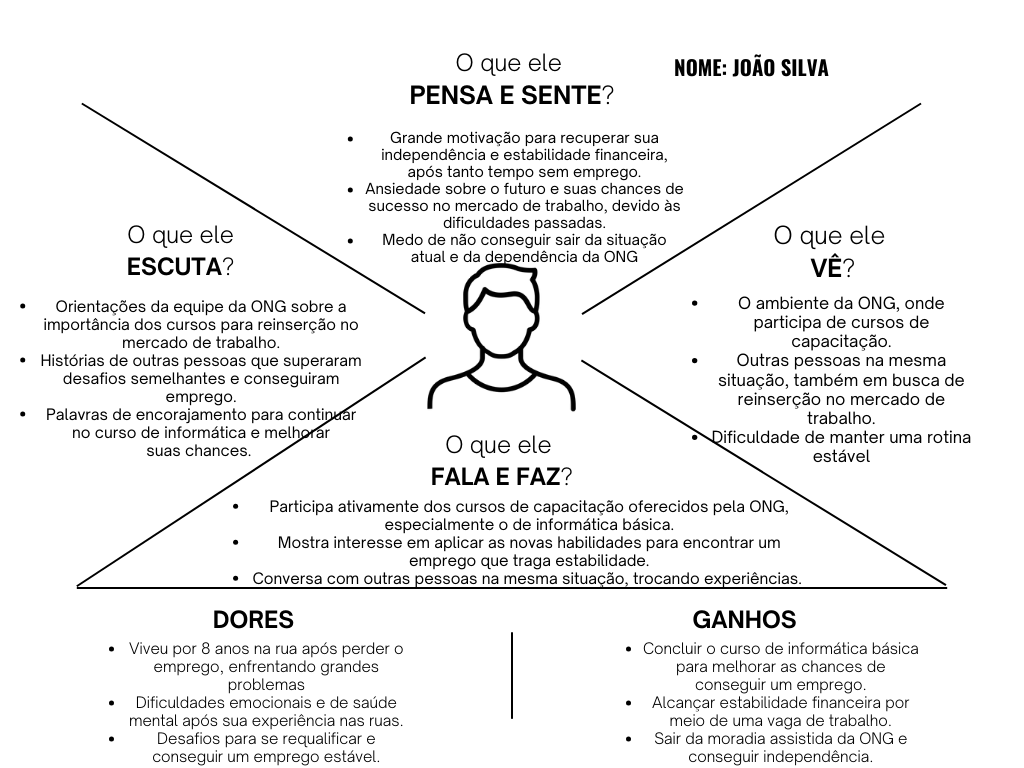 O que ele
PENSA E SENTE?
NOME: JOÃO SILVA
• Grande motivação para recuperar sua
independência e estabilidade financeira,
após tanto tempo sem emprego.
• Ansiedade sobre o futuro e suas chances de
sucesso no mercado de trabalho, devido às
dificuldades passadas.
• Medo de não conseguir sair da situação
atual e da dependência da ONG
O que ele
ESCUTA?
• Orientações da equipe da ONG sobre a
importância dos cursos para reinserção no
mercado de trabalho.
• Histórias de outras pessoas que superaram
desafios semelhantes e conseguiram
emprego.
• Palavras de encorajamento para continuar
no curso de informática e melhorar
suas chances.
O que ele
VÊ?
• O ambiente da ONG, onde
participa de cursos de
capacitação.
• Outras pessoas na mesma
situação, também em busca de
reinserção no mercado de
trabalho.
• Dificuldade de manter uma rotina
estável
O que ele
FALA E FAZ?
• Participa ativamente dos cursos de capacitação oferecidos pela ONG,
especialmente o de informática básica.
• Mostra interesse em aplicar as novas habilidades para encontrar um
emprego que traga estabilidade.
• Conversa com outras pessoas na mesma situação, trocando experiências.
DORES
• Viveu por 8 anos na rua após perder o
emprego, enfrentando grandes
problemas
• Dificuldades emocionais e de saúde
mental após sua experiência nas ruas.
• Desafios para se requalificar e
conseguir um emprego estável.
GANHOS
• Concluir o curso de informática básica
para melhorar as chances de
conseguir um emprego.
• Alcançar estabilidade financeira por
meio de uma vaga de trabalho.
• Sair da moradia assistida da ONG e
conseguir independência.